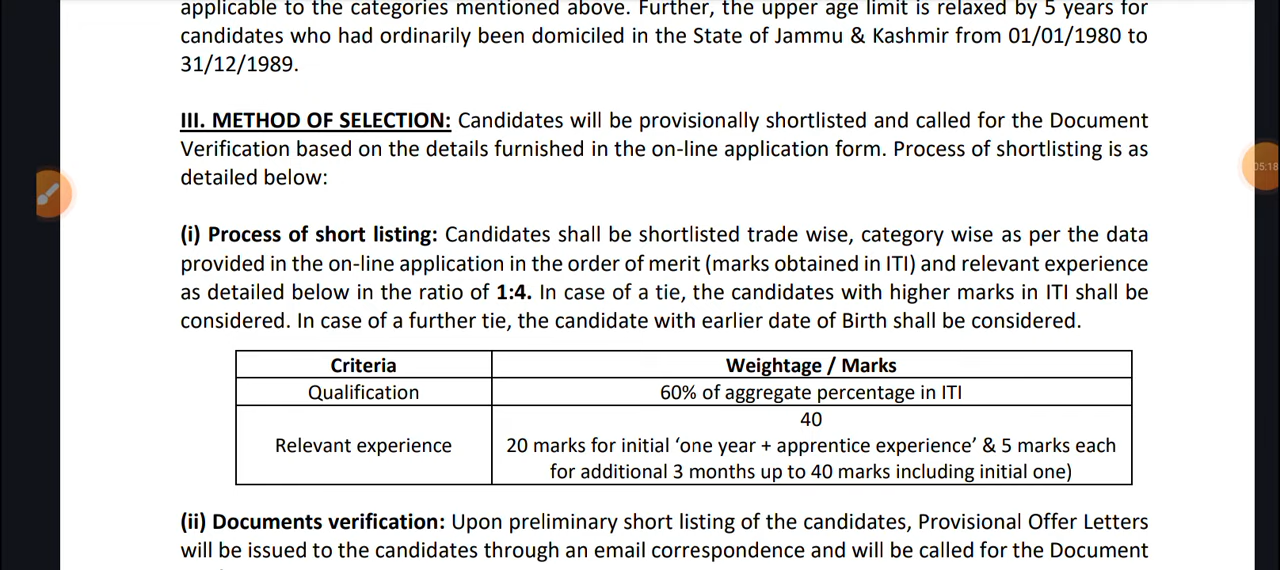 applicable to the categories mentioned above. Further, the upper age limit is relaxed by 5 years for
candidates who had ordinarily been domiciled in the State of Jammu & Kashmir from 01/01/1980 to
31/12/1989.
III. METHOD OF SELECTION: Candidates will be provisionally shortlisted and called for the Document
Verification based on the details furnished in the on-line application form. Process of shortlisting is as
detailed below:
(i) Process of short listing: Candidates shall be shortlisted trade wise, category wise as per the data
provided in the on-line application in the order of merit (marks obtained in ITI) and relevant experience
as detailed below in the ratio of 1:4. In case of a tie, the candidates with higher marks in ITI shall be
considered. In case of a further tie, the candidate with earlier date of Birth shall be considered.
Criteria Weightage / Marks
Qualification 60% of aggregate percentage in ITI
40
Relevant experience 20 marks for initial ‘one year + apprentice experience’ & 5 marks each
for additional 3 months up to 40 marks including initial one)
(ii) Documents verification: Upon preliminary short listing of the candidates, Provisional Offer Letters
will be issued to the candidates through an email correspondence and will be called for the Document
05:18